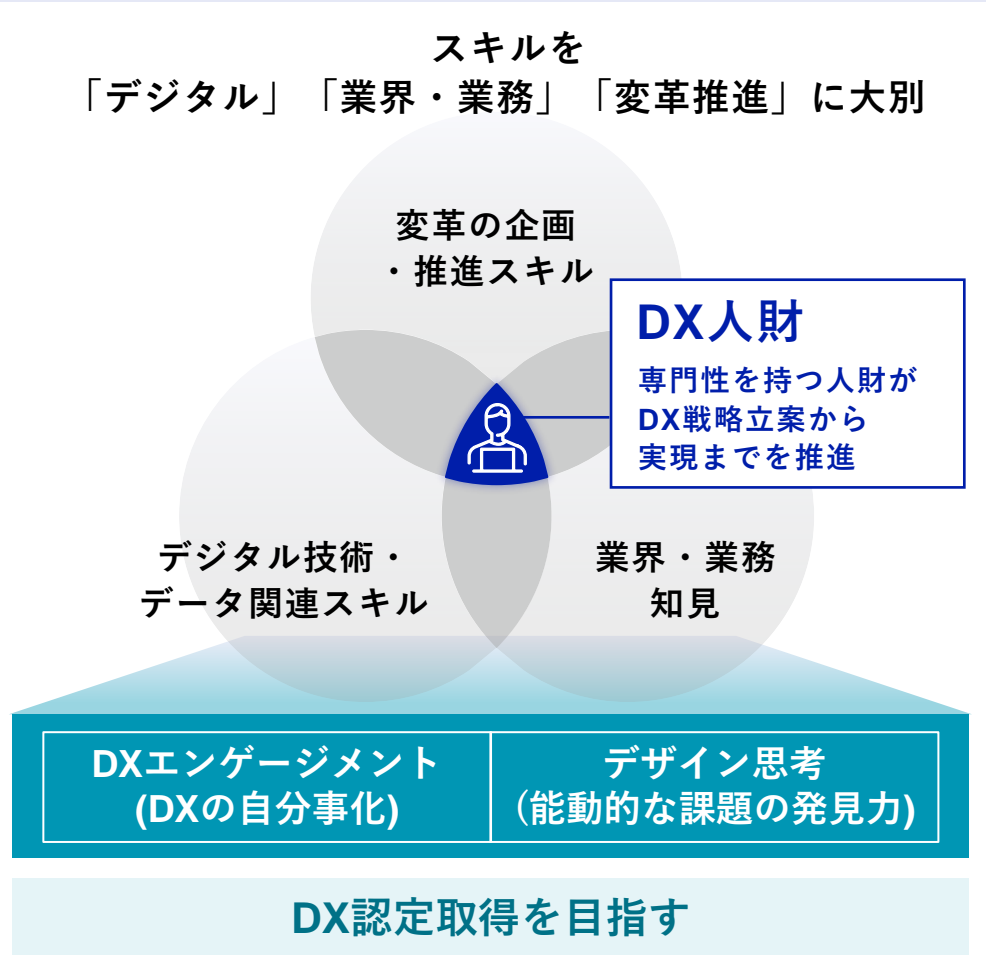 スキルを
「デジタル」「業界・業務」「変革推進」に大別
変革の企画
・推進スキル
DX人財
専門性を持つ人財が
DX戦略立案から
実現までを推進
デジタル技術・
データ関連スキル
業界・業務
知見
DXエンゲージメント
(DXの自分事化)
デザイン思考
(能動的な課題の発見力)
DX認定取得を目指す